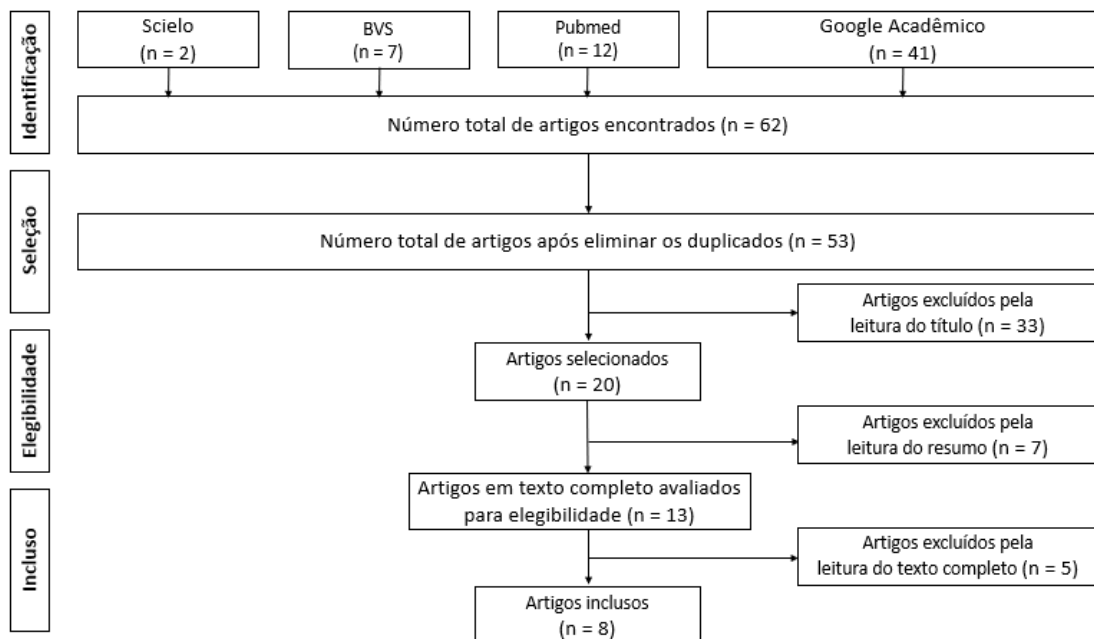 Identificação
Scielo
(n = 2)
BVS
(n = 7)
Pubmed
(n = 12)
Google Acadêmico
(n = 41)
Número total de artigos encontrados (n = 62)
Seleção
Número total de artigos após eliminar os duplicados (n = 53)
Artigos excluídos pela
leitura do título (n = 33)
Elegibilidade
Artigos selecionados
(n = 20)
Artigos excluídos pela
leitura do resumo (n = 7)
Artigos em texto completo avaliados
para elegibilidade (n = 13)
Incluso
Artigos excluídos pela
leitura do texto completo (n = 5)
Artigos inclusos
(n = 8)